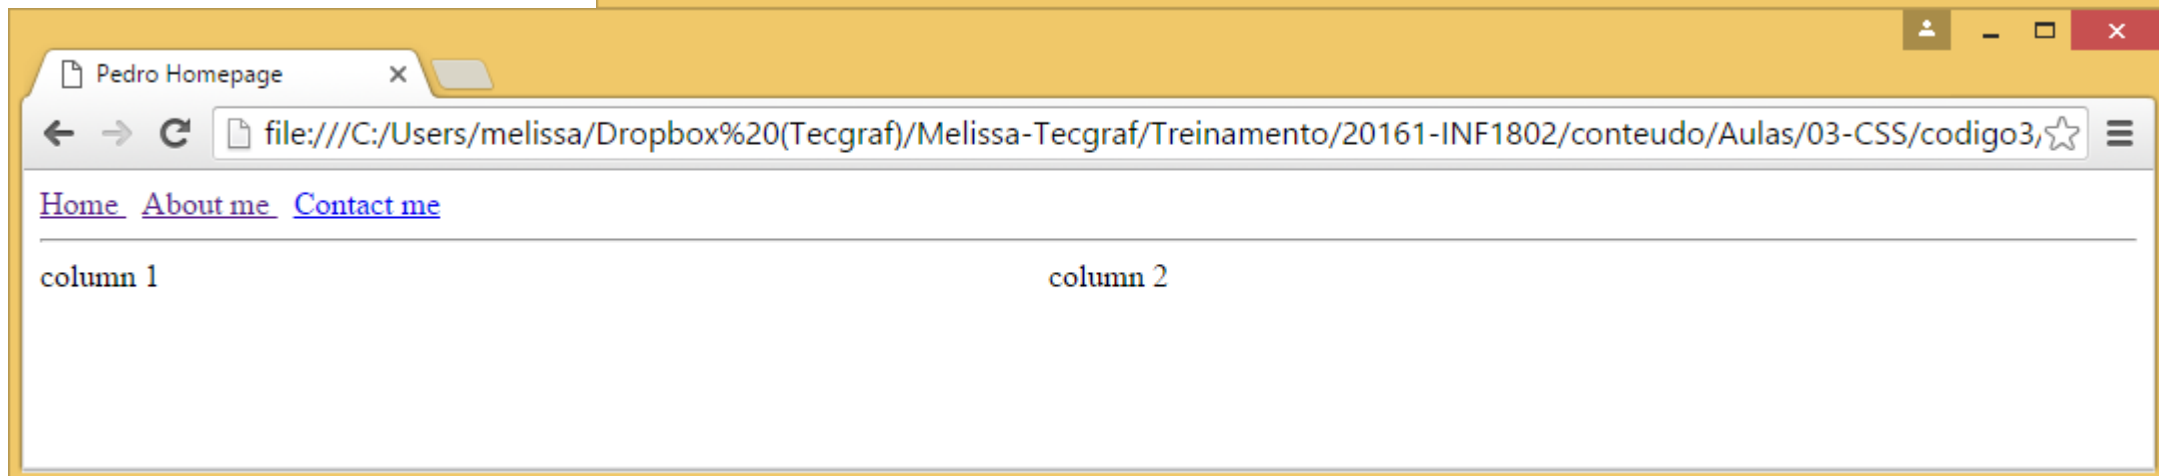 Pedro Homepage
file:///C:/Users/melissa/Dropbox%20(Tecgraf)/Melissa-Tecgraf/Treinamento/20161-INF1802/conteudo/Aulas/03-CSS/codigo3/
Home About me Contact me
column 1 column 2